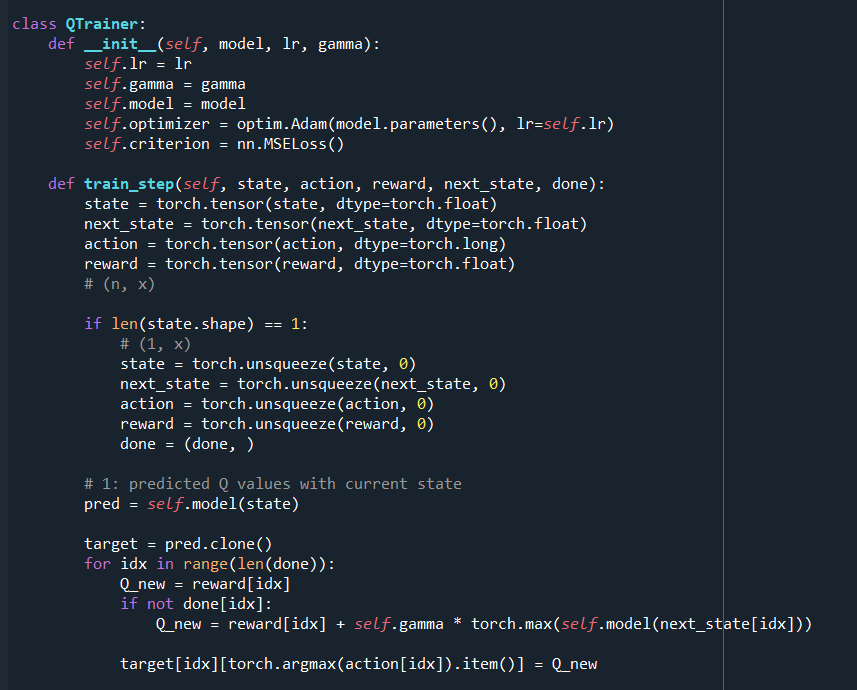 class QTrainer:
    def __init__(self, model, lr, gamma):
        self.lr = lr
        self.gamma = gamma
        self.model = model
        self.optimizer = optim.Adam(model.parameters(), lr=self.lr)
        self.criterion = nn.MSELoss()

    def train_step(self, state, action, reward, next_state, done):
        state = torch.tensor(state, dtype=torch.float)
        next_state = torch.tensor(next_state, dtype=torch.float)
        action = torch.tensor(action, dtype=torch.long)
        reward = torch.tensor(reward, dtype=torch.float)
        # (n, x)

        if len(state.shape) == 1:
            # (1, x)
            state = torch.unsqueeze(state, 0)
            next_state = torch.unsqueeze(next_state, 0)
            action = torch.unsqueeze(action, 0)
            reward = torch.unsqueeze(reward, 0)
            done = (done, )

        # 1: predicted Q values with current state
        pred = self.model(state)

        target = pred.clone()
        for idx in range(len(done)):
            Q_new = reward[idx]
            if not done[idx]:
                Q_new = reward[idx] + self.gamma * torch.max(self.model(next_state[idx]))

            target[idx][torch.argmax(action[idx]).item()] = Q_new